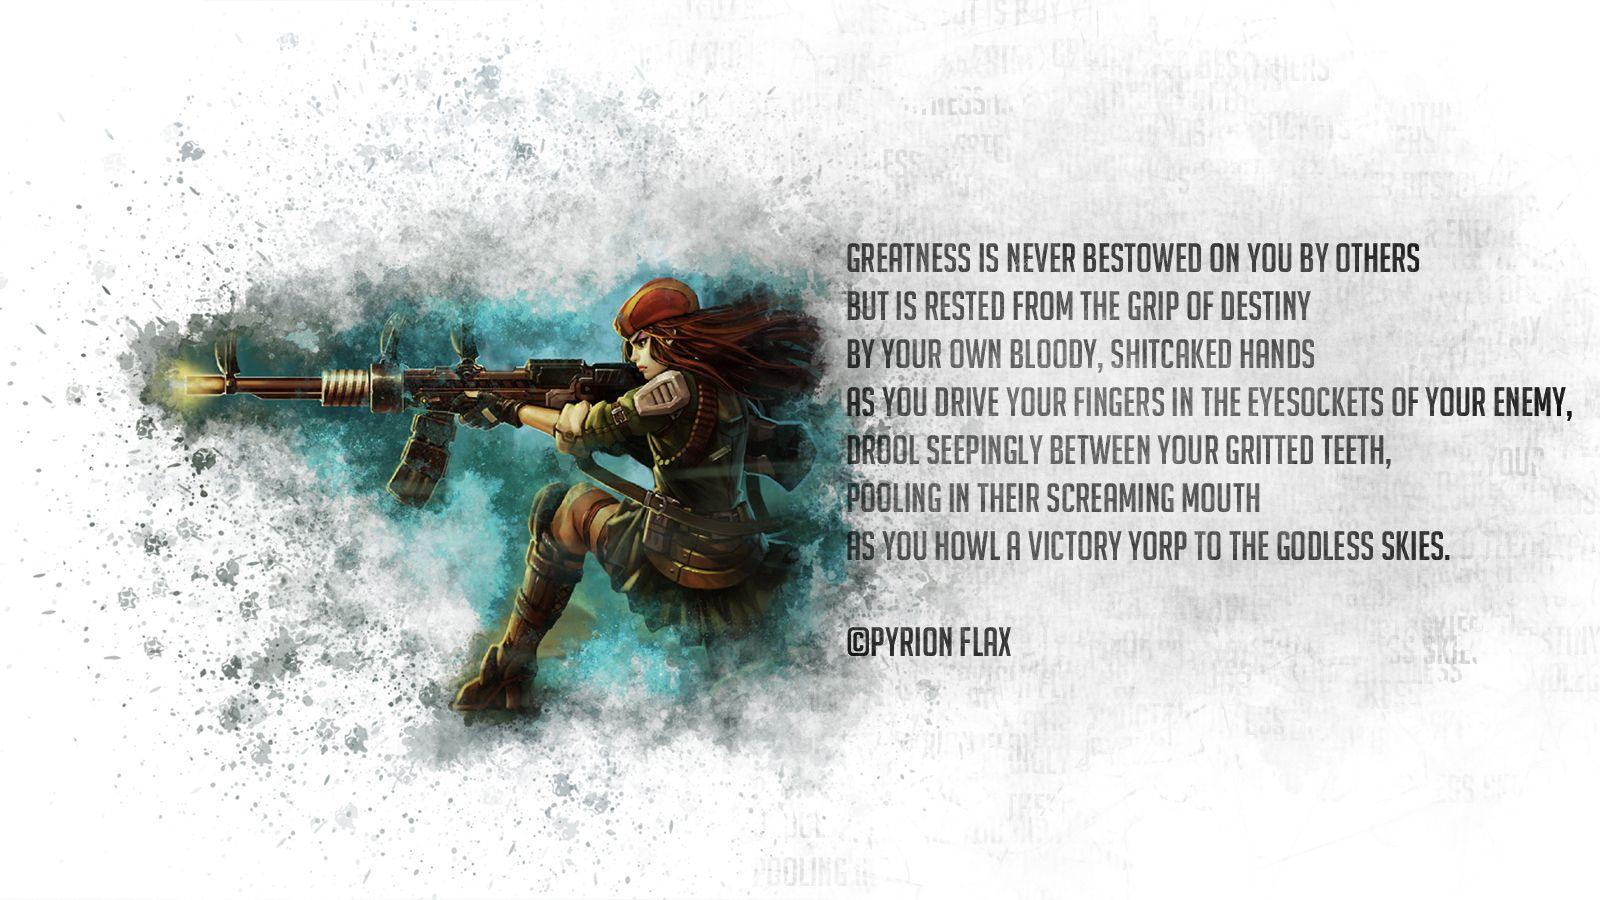 GREATNESS IS NEVER BESTOWED ON YOU BY OTHERS
BUT IS RESTED FROM THE GRIP OF DESTINY
BY YOUR OWN BLOODY, SHITCAKED HANDS
AS YOU DRIVE YOUR FINGERS IN THE EYESOCKETS OF YOUR ENEMY,
DROOL SEEPINGLY BETWEEN YOUR GRITTED TEETH,
POOLING IN THEIR SCREAMING MOUTH
AS YOU HOWL A VICTORY YORP TO THE GODLESS SKIES.
©PYRION FLAX